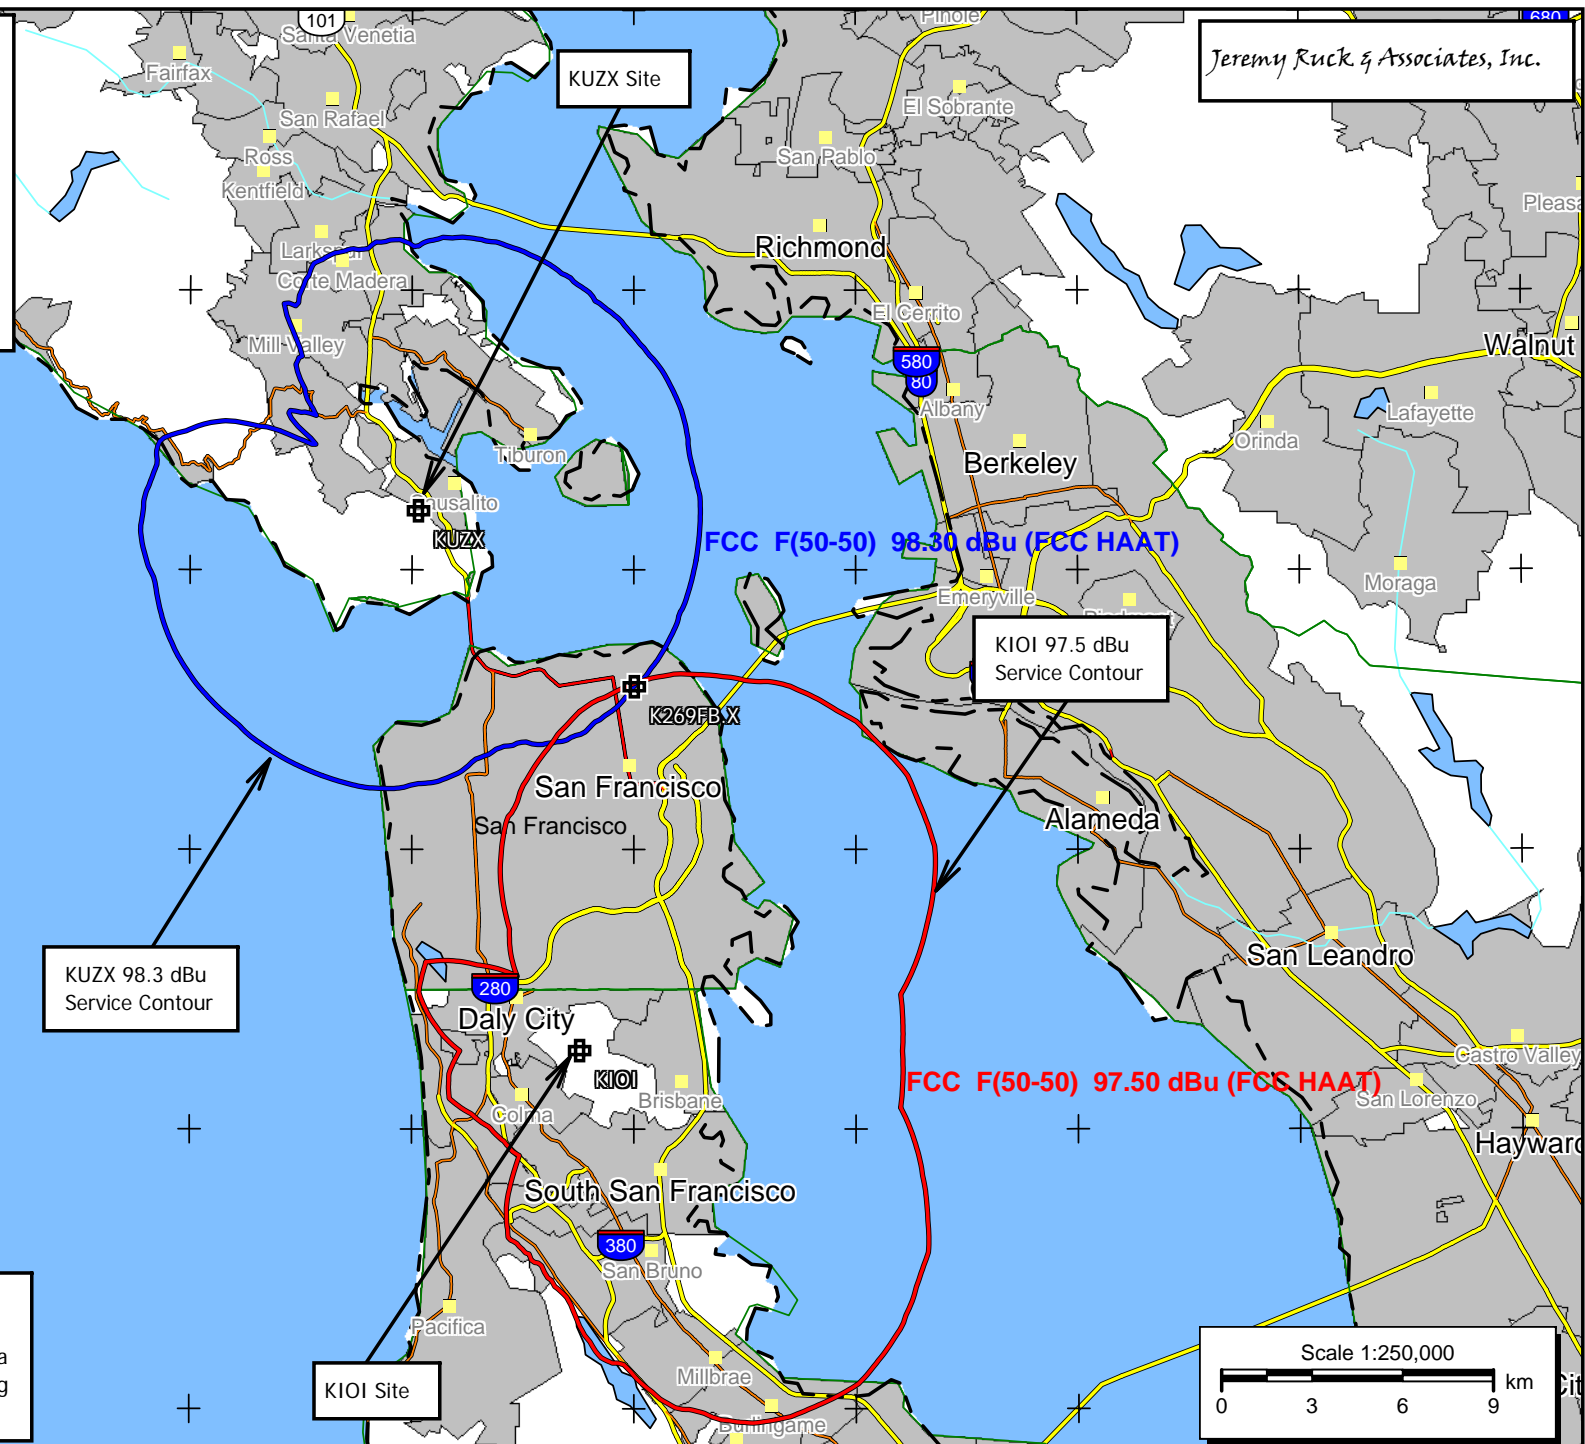 101
Santa Venetia
Pinole
680
Jeremy Ruck & Associates, Inc.
Fairfax
KUZX Site
El Sobrante
San Rafael
Ross
San Pablo
Kentfield
Pleasa
Larkspur
Richmond
Corte Madera
El Cerrito
Mill Valley
Walnut
580
80
Albany
Lafayette
Orinda
Tiburon
Berkeley
Sausalito
KUZX
FCC F(50-50) 98.30 dBu (FCC HAAT)
Moraga
Emeryville
KIOI 97.5 dBu
Service Contour
K269FB.X
San Francisco
San Francisco
Alameda
KUZX 98.3 dBu
Service Contour
280
San Leandro
Daly City
Castro Valley
KIOI
FCC F(50-50) 97.50 dBu (FCC HAAT)
Brisbane
San Lorenzo
Colma
Hayward
South San Francisco
380
San Bruno
Pacifica
Scale 1:250,000
km
0 3 6 9
KIOI Site
Millbrae
Burlingame
a
g
Cit